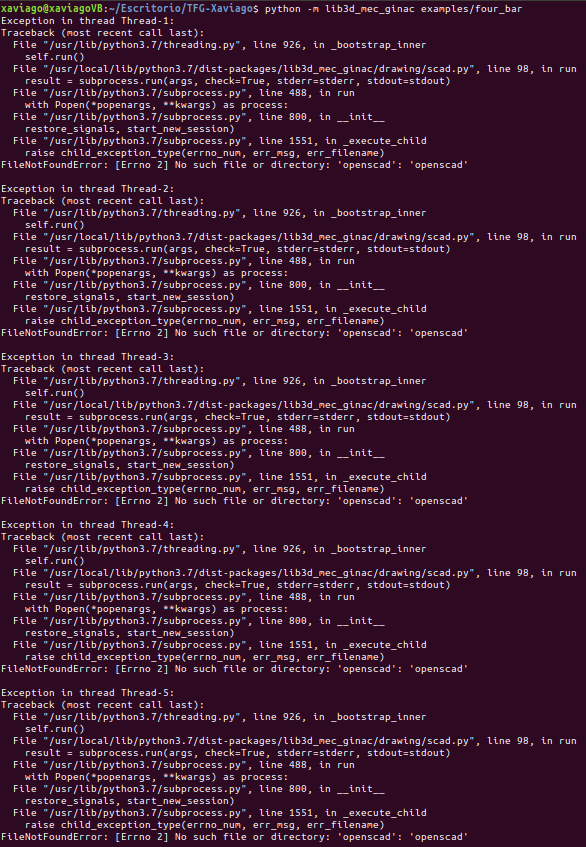 xaviago@xaviagoVB:~/Escritorio/TFG-Xaviago$ python -m lib3d_mec_ginac examples/four_bar
Exception in thread Thread-1:
Traceback (most recent call last):
  File "/usr/lib/python3.7/threading.py", line 926, in _bootstrap_inner
    self.run()
  File "/usr/local/lib/python3.7/dist-packages/lib3d_mec_ginac/drawing/scad.py", line 98, in run
    result = subprocess.run(args, check=True, stderr=stderr, stdout=stdout)
  File "/usr/lib/python3.7/subprocess.py", line 488, in run
    with Popen(*popenargs, **kwargs) as process:
  File "/usr/lib/python3.7/subprocess.py", line 800, in __init__
    restore_signals, start_new_session)
  File "/usr/lib/python3.7/subprocess.py", line 1551, in _execute_child
    raise child_exception_type(errno_num, err_msg, err_filename)
FileNotFoundError: [Errno 2] No such file or directory: 'openscad': 'openscad'

Exception in thread Thread-2:
Traceback (most recent call last):
  File "/usr/lib/python3.7/threading.py", line 926, in _bootstrap_inner
    self.run()
  File "/usr/local/lib/python3.7/dist-packages/lib3d_mec_ginac/drawing/scad.py", line 98, in run
    result = subprocess.run(args, check=True, stderr=stderr, stdout=stdout)
  File "/usr/lib/python3.7/subprocess.py", line 488, in run
    with Popen(*popenargs, **kwargs) as process:
  File "/usr/lib/python3.7/subprocess.py", line 800, in __init__
    restore_signals, start_new_session)
  File "/usr/lib/python3.7/subprocess.py", line 1551, in _execute_child
    raise child_exception_type(errno_num, err_msg, err_filename)
FileNotFoundError: [Errno 2] No such file or directory: 'openscad': 'openscad'

Exception in thread Thread-3:
Traceback (most recent call last):
  File "/usr/lib/python3.7/threading.py", line 926, in _bootstrap_inner
    self.run()
  File "/usr/local/lib/python3.7/dist-packages/lib3d_mec_ginac/drawing/scad.py", line 98, in run
    result = subprocess.run(args, check=True, stderr=stderr, stdout=stdout)
  File "/usr/lib/python3.7/subprocess.py", line 488, in run
    with Popen(*popenargs, **kwargs) as process:
  File "/usr/lib/python3.7/subprocess.py", line 800, in __init__
    restore_signals, start_new_session)
  File "/usr/lib/python3.7/subprocess.py", line 1551, in _execute_child
    raise child_exception_type(errno_num, err_msg, err_filename)
FileNotFoundError: [Errno 2] No such file or directory: 'openscad': 'openscad'

Exception in thread Thread-4:
Traceback (most recent call last):
  File "/usr/lib/python3.7/threading.py", line 926, in _bootstrap_inner
    self.run()
  File "/usr/local/lib/python3.7/dist-packages/lib3d_mec_ginac/drawing/scad.py", line 98, in run
    result = subprocess.run(args, check=True, stderr=stderr, stdout=stdout)
  File "/usr/lib/python3.7/subprocess.py", line 488, in run
    with Popen(*popenargs, **kwargs) as process:
  File "/usr/lib/python3.7/subprocess.py", line 800, in __init__
    restore_signals, start_new_session)
  File "/usr/lib/python3.7/subprocess.py", line 1551, in _execute_child
    raise child_exception_type(errno_num, err_msg, err_filename)
FileNotFoundError: [Errno 2] No such file or directory: 'openscad': 'openscad'

Exception in thread Thread-5:
Traceback (most recent call last):
  File "/usr/lib/python3.7/threading.py", line 926, in _bootstrap_inner
    self.run()
  File "/usr/local/lib/python3.7/dist-packages/lib3d_mec_ginac/drawing/scad.py", line 98, in run
    result = subprocess.run(args, check=True, stderr=stderr, stdout=stdout)
  File "/usr/lib/python3.7/subprocess.py", line 488, in run
    with Popen(*popenargs, **kwargs) as process:
  File "/usr/lib/python3.7/subprocess.py", line 800, in __init__
    restore_signals, start_new_session)
  File "/usr/lib/python3.7/subprocess.py", line 1551, in _execute_child
    raise child_exception_type(errno_num, err_msg, err_filename)
FileNotFoundError: [Errno 2] No such file or directory: 'openscad': 'openscad'